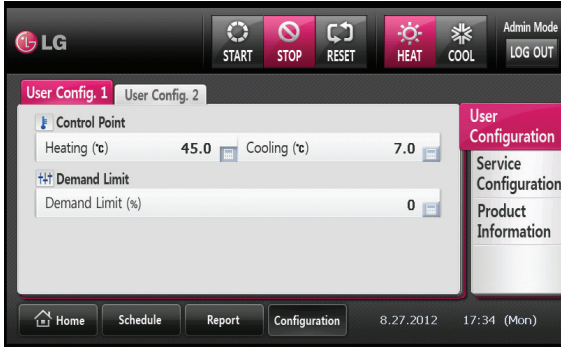 LG
START STOP RESET HEAT COOL
Admin Mode
LOG OUT
User Config. 1 User Config. 2
Control Point
Heating (℃) 45.0 Cooling (℃) 7.0
Demand Limit
Demand Limit (%) 0
User
Configuration
Service
Configuration
Product
Information
Home Schedule Report Configuration 8.27.2012 17:34 (Mon)